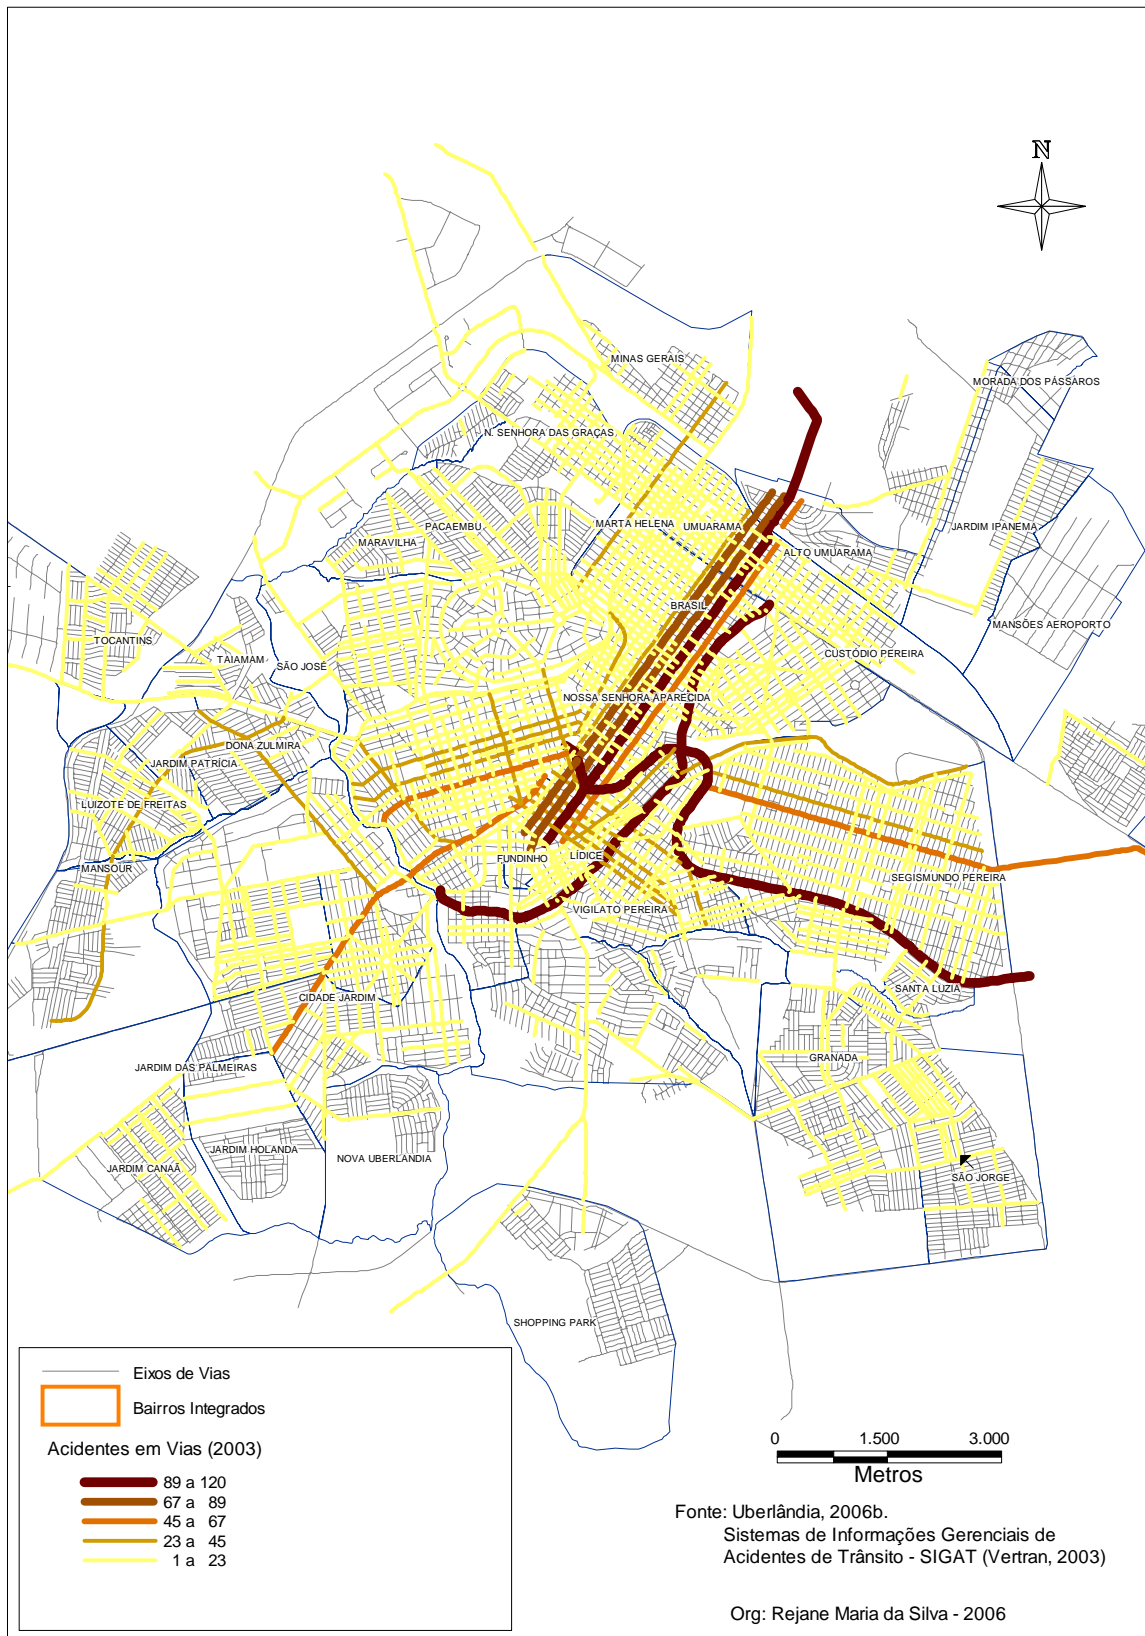 N
MINAS GERAIS
MORADA DOS PÁSSAROS
N. SENHORA DAS GRAÇAS
MARTA HELENA
UMUARAMA
PACAEMBU
JARDIM IPANEMA
MARAVILHA
ALTO UMUARAMA
BRASIL
MANSÕES AEROPORTO
TOCANTINS
CUSTÓDIO PEREIRA
TAIAMAM
SÃO JOSÉ
NOSSA SENHORA APARECIDA
DONA ZULMIRA
JARDIM PATRÍCIA
LUIZOTE DE FREITAS
FUNDINHO
LÍDICE
MANSOUR
SEGISMUNDO PEREIRA
VIGILATO PEREIRA
SANTA LUZIA
CIDADE JARDIM
GRANADA
JARDIM DAS PALMEIRAS
JARDIM HOLANDA
NOVA UBERLANDIA
JARDIM CANAÃ
SÃO JORGE
SHOPPING PARK
Eixos de Vias
Bairros Integrados
Acidentes em Vias (2003)
89 a 120
67 a 89
45 a 67
23 a 45
1 a 23
0 1.500 3.000
Metros
Fonte: Uberlândia, 2006b.
Sistemas de Informações Gerenciais de
Acidentes de Trânsito - SIGAT (Vertran, 2003)
Org: Rejane Maria da Silva - 2006